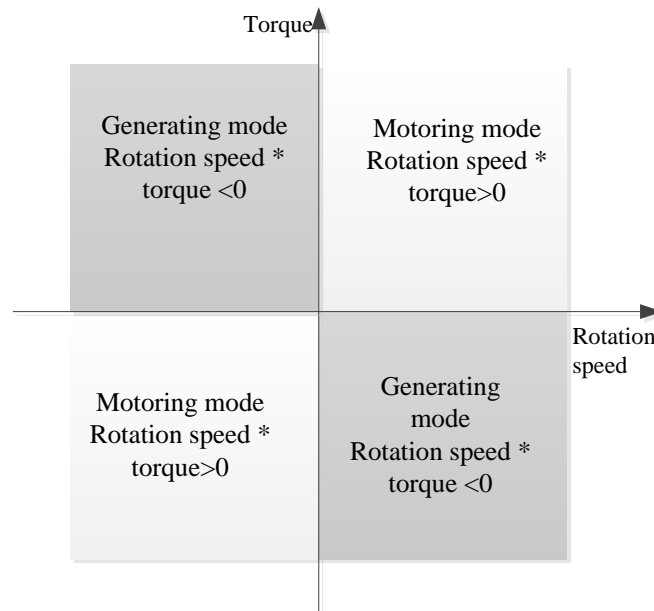 Torque
Generating mode
Rotation speed *
torque <0
Motoring mode
Rotation speed *
torque>0
Rotation
speed
Motoring mode
Rotation speed *
torque>0
Generating
mode
Rotation speed *
torque <0